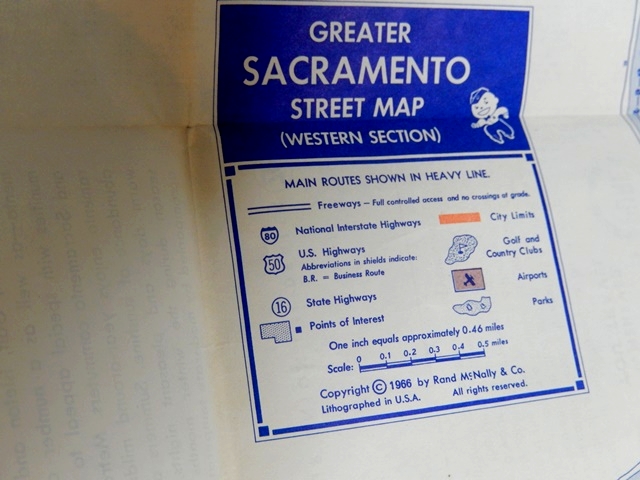 GREATER
SACRAMENTO
STREET MAP
(WESTERN SECTION)
MAIN ROUTES SHOWN IN HEAVY LINE.
Freeways – Full controlled access and no crossings at grade.
80 National Interstate Highways
City Limits
50 U.S. Highways
Abbreviations in shields indicate:
B.R. = Business Route
Golf and
Country Clubs
Airports
16 State Highways
Parks
Points of Interest
One inch equals approximately 0.46 miles
Scale: 0 0.1 0.2 0.3 0.4 0.5 miles
Copyright © 1966 by Rand McNally & Co.
Lithographed in U.S.A. All rights reserved.